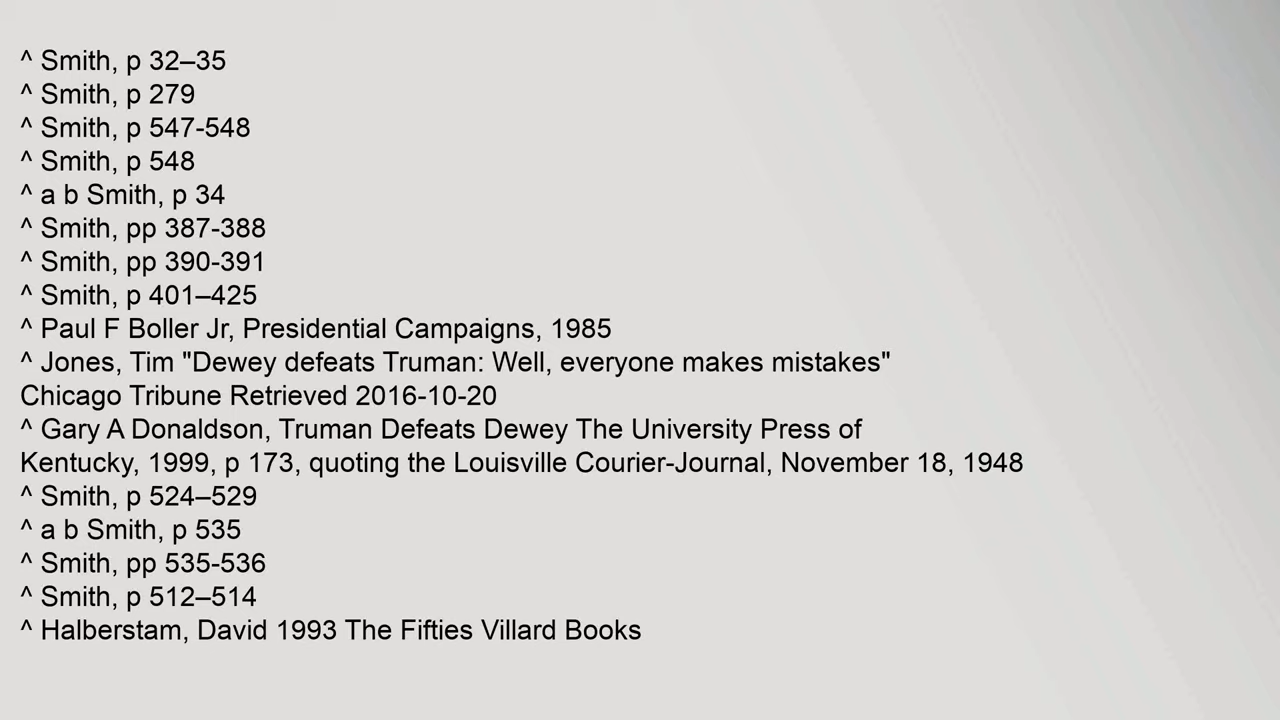 ^ Smith, p 32–35
^ Smith, p 279
^ Smith, pp 547-548
^ Smith, p 548
^ a b Smith, p 34
^ Smith, pp 387-388
^ Smith, pp 390-391
^ Smith, p 401–425
^ Paul F Boller Jr, Presidential Campaigns, 1985
^ Jones, Tim "Dewey defeats Truman: Well, everyone makes mistakes"
Chicago Tribune Retrieved 2016-10-20
^ Gary A Donaldson, Truman Defeats Dewey The University Press of
Kentucky, 1999, p 173, quoting the Louisville Courier-Journal, November 18, 1948
^ Smith, p 524–529
^ a b Smith, p 535
^ Smith, pp 535-536
^ Smith, p 512–514
^ Halberstam, David 1993 The Fifties Villard Books